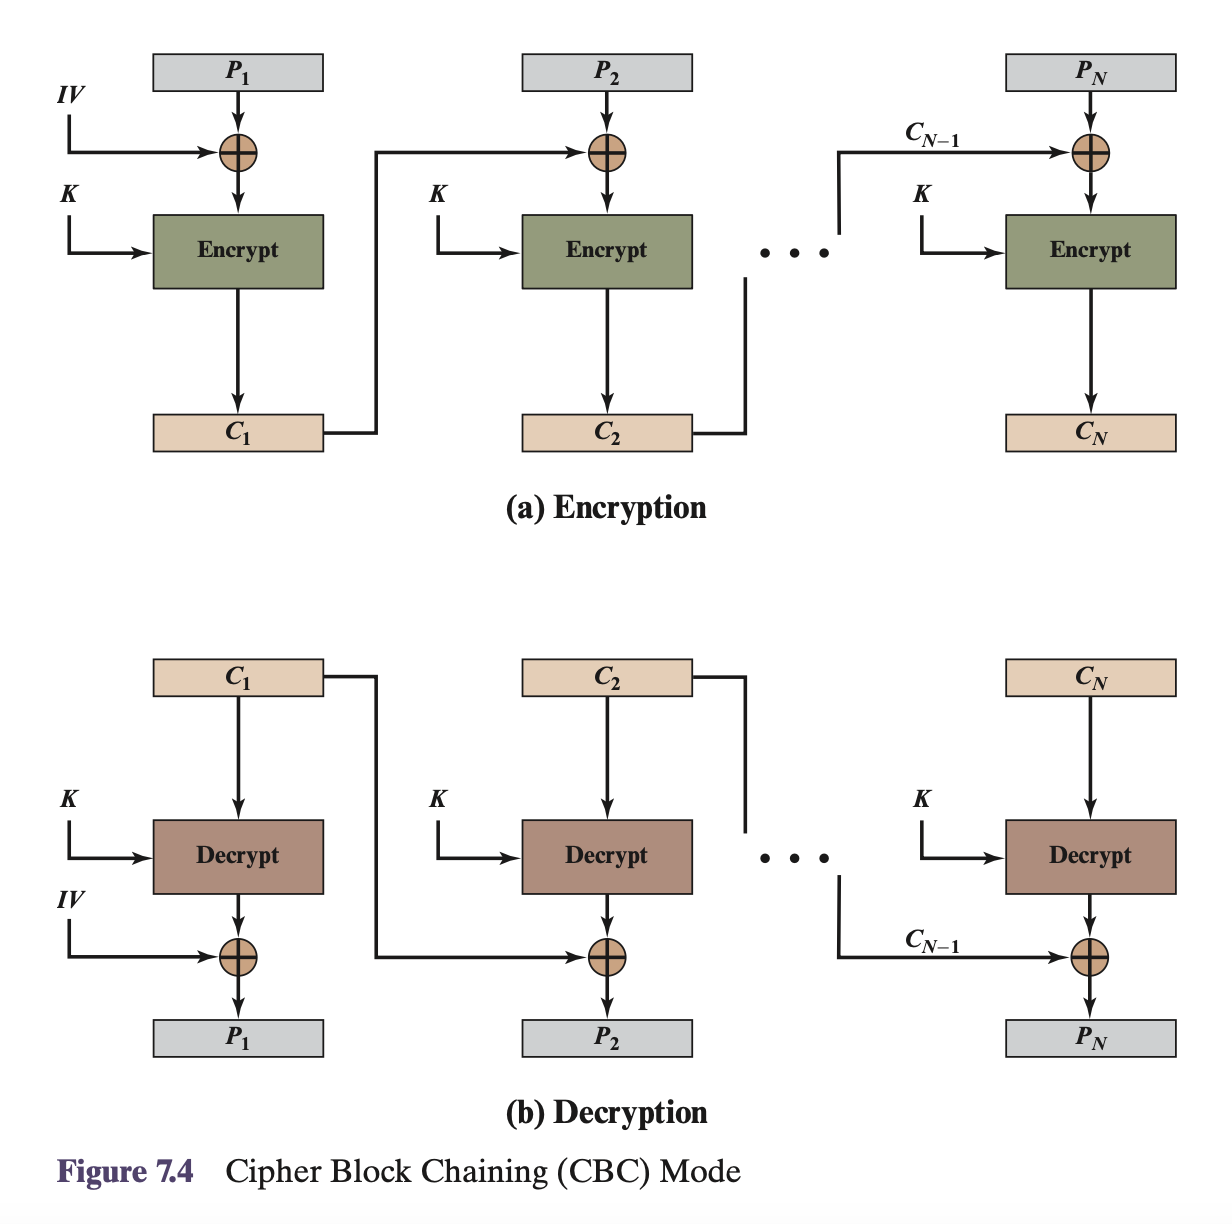 P1 P2 PN
IV
CN−1
K K K
Encrypt Encrypt Encrypt
• • •
C1 C2 CN
(a) Encryption
C1 C2 CN
K K K
Decrypt Decrypt Decrypt
• • •
IV
CN−1
P1 P2 PN
(b) Decryption
Figure 7.4 Cipher Block Chaining (CBC) Mode